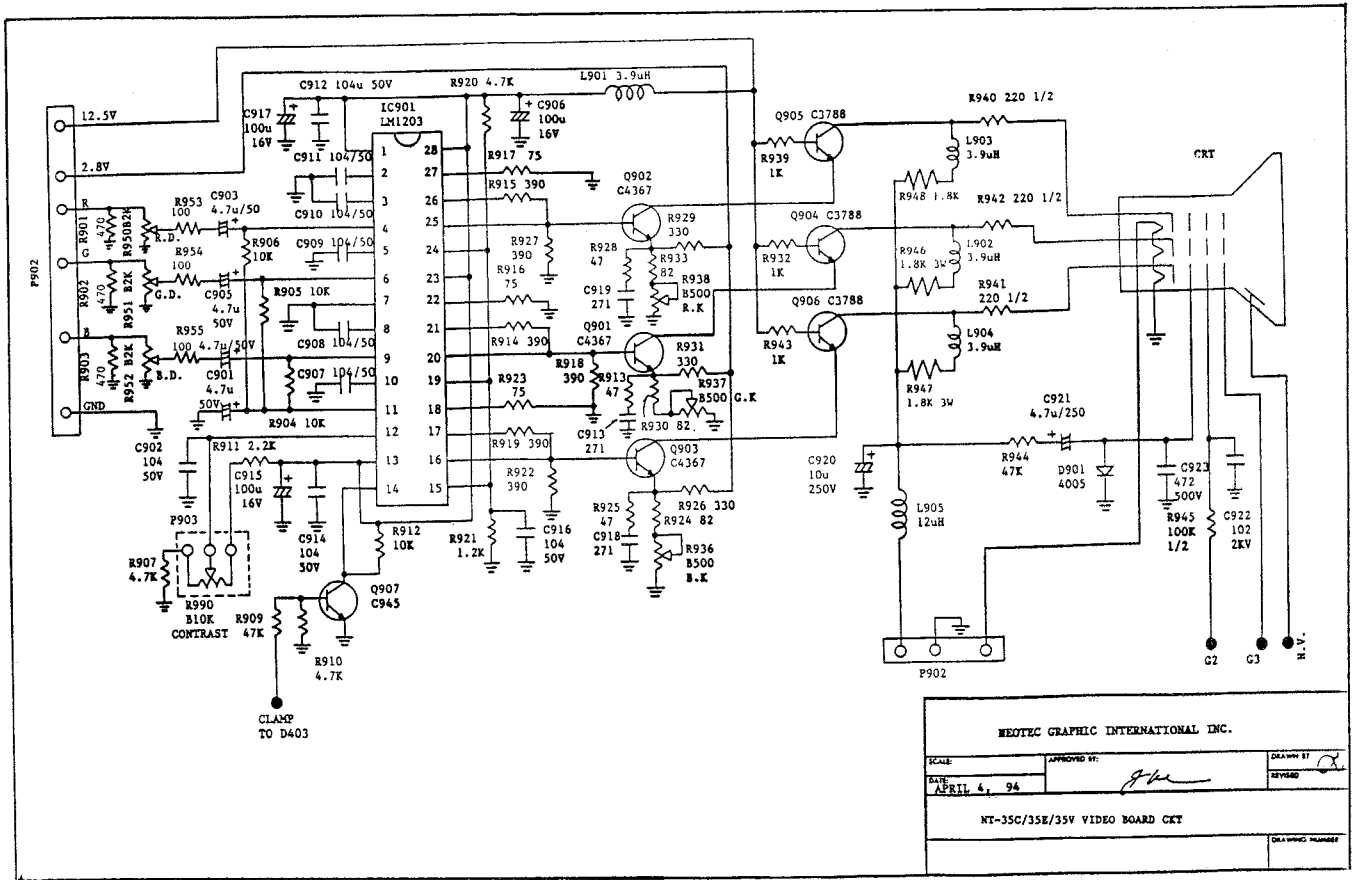 12.5V
2.8V
R
G
B
GND
P902
R901
470
R950B2K
R.D.
R902
470
R951 B2K
G.D.
R903
470
R952 B2K
B.D.
R953
100
C903
4.7u/50
R954
100
C905
4.7u
50V
R955
100
4.7u/50V
C901
4.7u
50V
R906
10K
R905 10K
R904 10K
C917
100u
16V
C912 104u 50V
C911 104/50
C910 104/50
C909 104/50
C908 104/50
C907 104/50
IC901
LM1203
1
2
3
4
5
6
7
8
9
10
11
12
13
14
28
27
26
25
24
23
22
21
20
19
18
17
16
15
R920 4.7K
C906
100u
16V
L901 3.9uH
R917 75
R915 390
R927
390
R916
75
R914 390
R918
390
R923
75
R919 390
R922
390
R921
1.2K
C916
104
50V
Q902
C4367
R929
330
R928
47
R933
82
R938
B500
R.K
C919
271
Q901
C4367
R931
330
R913
47
R937
B500 G.K
C913
271
R930 82
Q903
C4367
R926 330
R925
47
R924 82
C918
271
R936
B500
B.K
Q905 C3788
R939
1K
Q904 C3788
R932
1K
Q906 C3788
R943
1K
R940 220 1/2
L903
3.9uH
R948 1.8K
R942 220 1/2
R946
1.8K 3W
L902
3.9uH
R941
220 1/2
L904
3.9uH
R947
1.8K 3W
CRT
C921
4.7u/250
R944
47K
D901
4005
C923
472
500V
C922
102
2KV
R945
100K
1/2
C920
10u
250V
L905
12uH
P902
G2
G3
H.V.
C902
104
50V
R911 2.2K
C915
100u
16V
C914
104
50V
R912
10K
P903
R907
4.7K
R990
B10K
CONTRAST
R909
47K
R910
4.7K
Q907
C945
CLAMP
TO D403
NEOTEC GRAPHIC INTERNATIONAL INC.
SCALE:
APPROVED BY:
DRAWN BY
DATE:
APRIL 4, 94
REVISED
NT-35C/35E/35V VIDEO BOARD CKT
DRAWING NUMBER